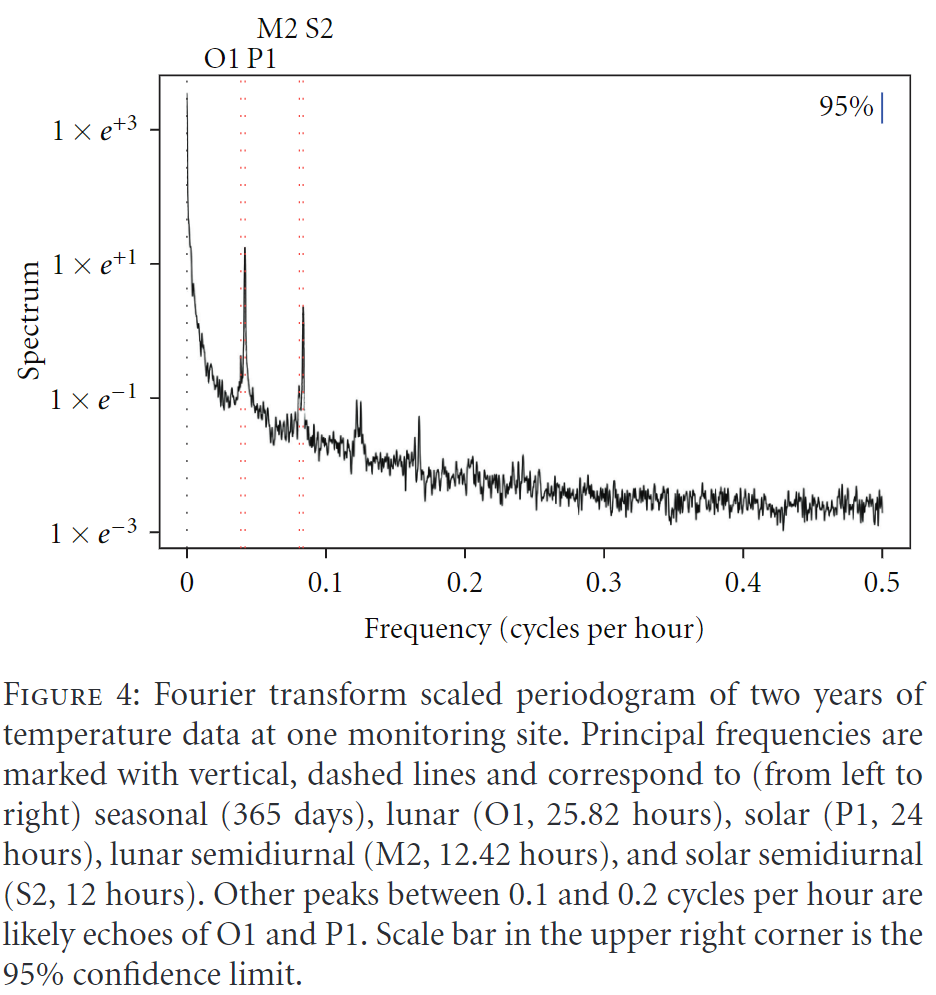 M2 S2
O1 P1
95%
1 × e+3
1 × e+1
1 × e−1
1 × e−3
Spectrum
0 0.1 0.2 0.3 0.4 0.5
Frequency (cycles per hour)
FIGURE 4: Fourier transform scaled periodogram of two years of
temperature data at one monitoring site. Principal frequencies are
marked with vertical, dashed lines and correspond to (from left to
right) seasonal (365 days), lunar (O1, 25.82 hours), solar (P1, 24
hours), lunar semidiurnal (M2, 12.42 hours), and solar semidiurnal
(S2, 12 hours). Other peaks between 0.1 and 0.2 cycles per hour are
likely echoes of O1 and P1. Scale bar in the upper right corner is the
95% confidence limit.